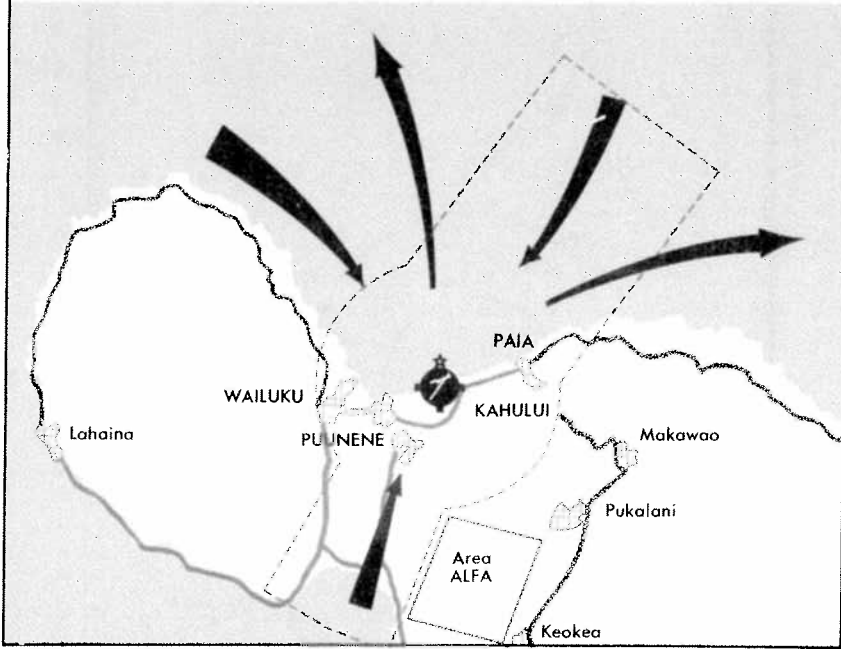 PAIA
WAILUKU
KAHULUI
Lahaina
PUUNENE
Makawao
Pukalani
Area
ALFA
Keokea